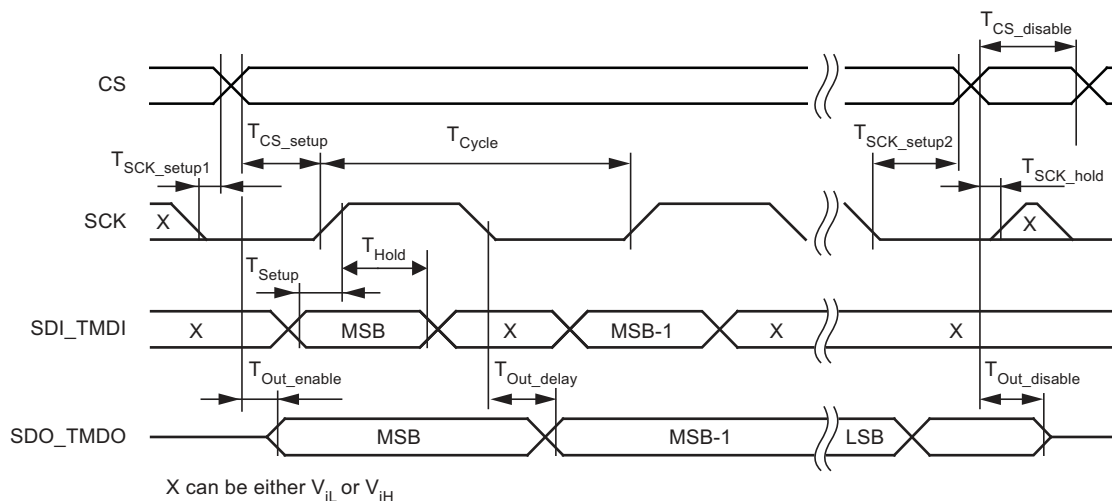 T_CS_disable
CS
T_CS_setup
T_Cycle
T_SCK_setup2
T_SCK_setup1
T_SCK_hold
SCK
X
X
T_Hold
T_Setup
SDI_TMDI
X
MSB
X
MSB-1
X
X
T_Out_enable
T_Out_delay
T_Out_disable
SDO_TMDO
MSB
MSB-1
LSB
X can be either V_iL or V_iH